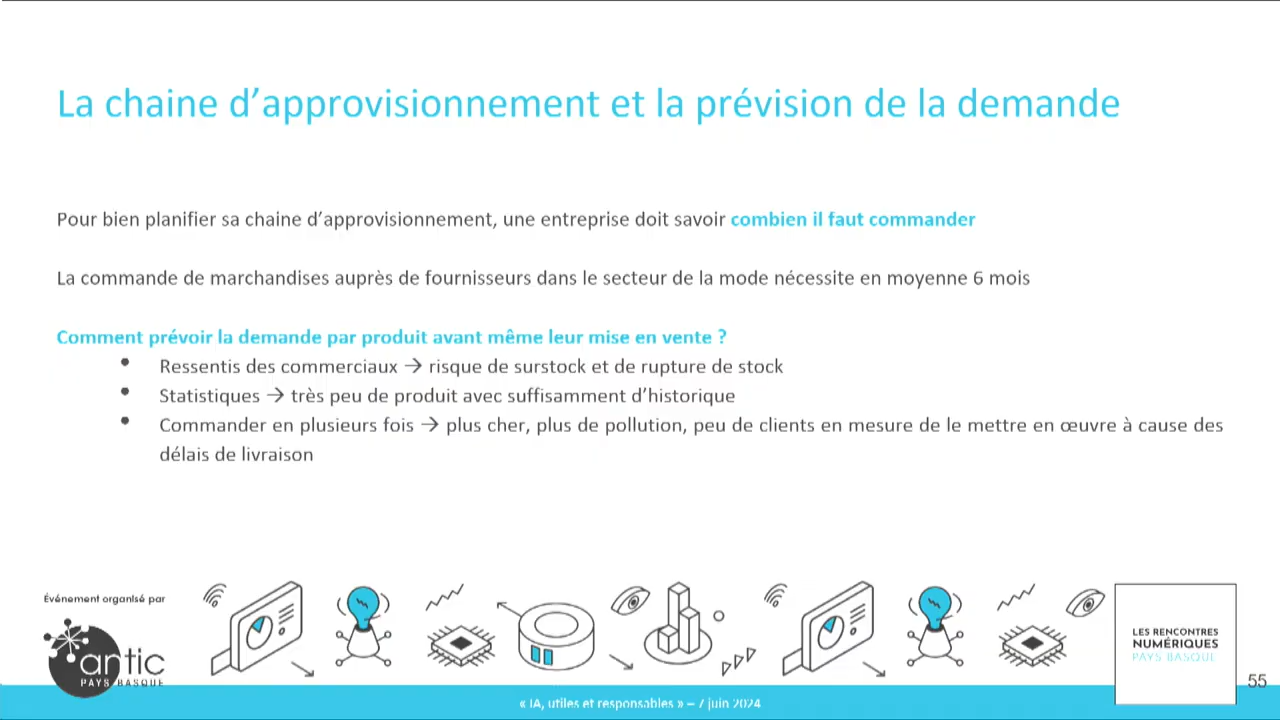 La chaine d’approvisionnement et la prévision de la demande
Pour bien planifier sa chaine d’approvisionnement, une entreprise doit savoir combien il faut commander
La commande de marchandises auprès de fournisseurs dans le secteur de la mode nécessite en moyenne 6 mois
Comment prévoir la demande par produit avant même leur mise en vente ?
• Ressentis des commerciaux → risque de surstock et de rupture de stock
• Statistiques → très peu de produit avec suffisamment d’historique
• Commander en plusieurs fois → plus cher, plus de pollution, peu de clients en mesure de le mettre en œuvre à cause des
délais de livraison
Événement organisé par
antic
PAYS BASQUE
LES RENCONTRES
NUMÉRIQUES
PAYS BASQUE
55
« IA, utiles et responsables » – 7 juin 2024